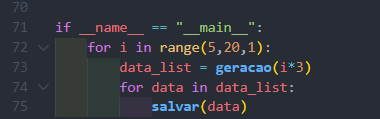 70
71 if __name__ == "__main__":
72 for i in range(5,20,1):
73 data_list = geracao(i*3)
74 for data in data_list:
75 salvar(data)